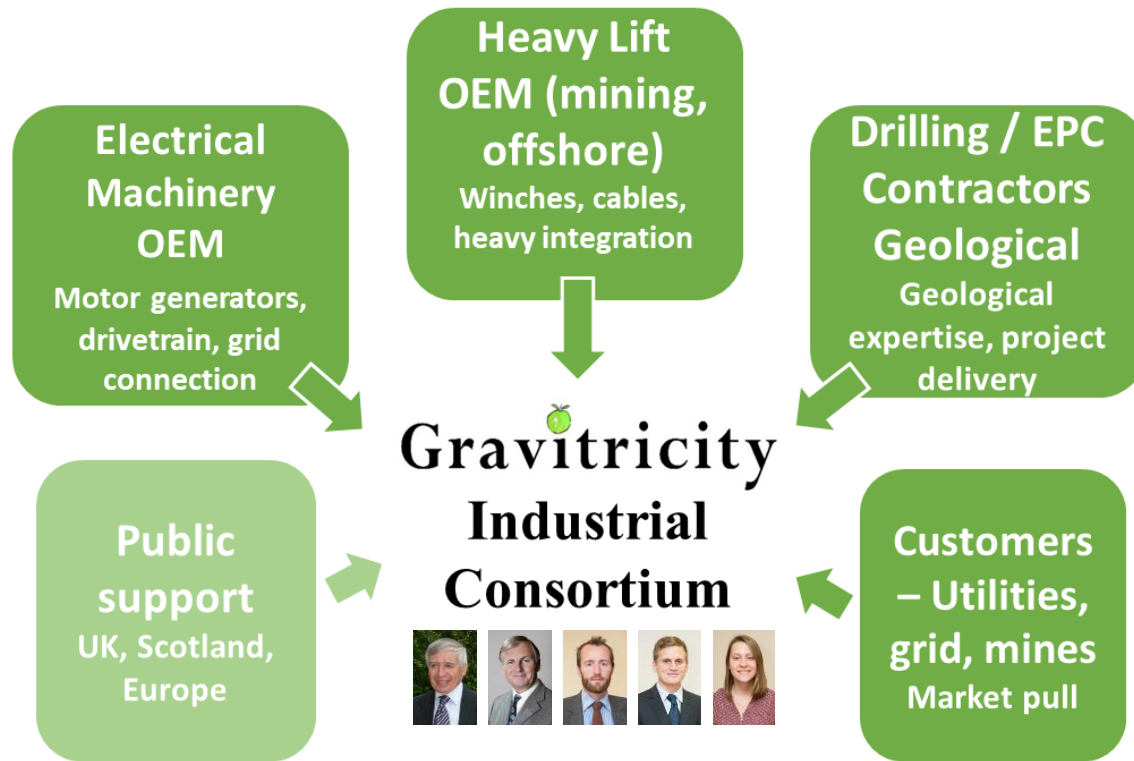 Heavy Lift
OEM (mining,
offshore)
Winches, cables,
heavy integration
Electrical
Machinery
OEM
Motor generators,
drivetrain, grid
connection
Drilling / EPC
Contractors
Geological
Geological
expertise, project
delivery
Gravitricity
Industrial
Consortium
Public
support
UK, Scotland,
Europe
Customers
– Utilities,
grid, mines
Market pull